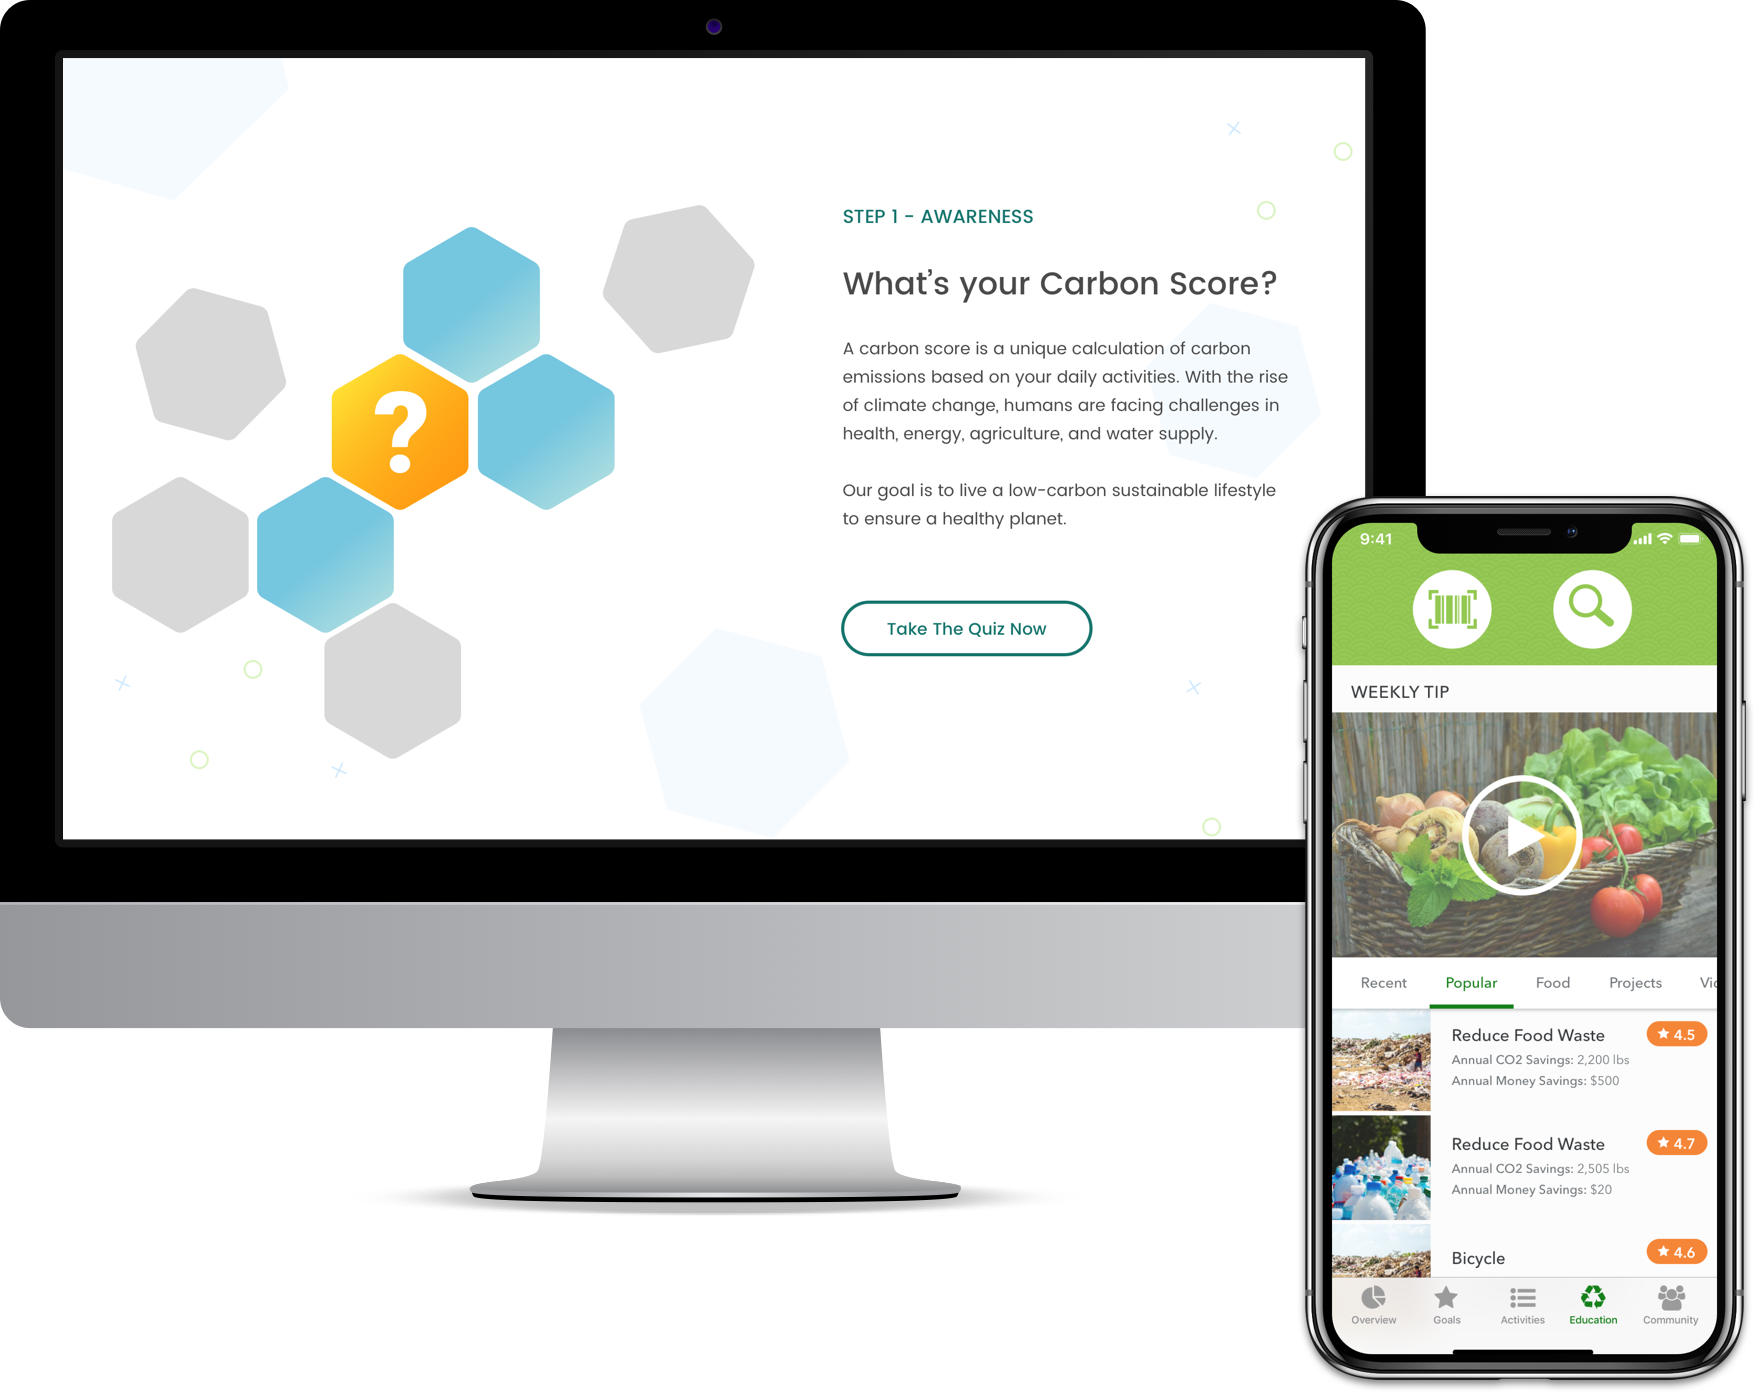 STEP 1 - AWARENESS
What's your Carbon Score?
A carbon score is a unique calculation of carbon
emissions based on your daily activities. With the rise
of climate change, humans are facing challenges in
health, energy, agriculture, and water supply.
Our goal is to live a low-carbon sustainable lifestyle
to ensure a healthy planet.
Take The Quiz Now
?
9:41
WEEKLY TIP
Recent Popular Food Projects
Reduce Food Waste 4.5
Annual CO2 Savings: 2,200 lbs
Annual Money Savings: $500
Reduce Food Waste 4.7
Annual CO2 Savings: 2,505 lbs
Annual Money Savings: $20
Bicycle 4.6
Overview Goals Activities Education Community